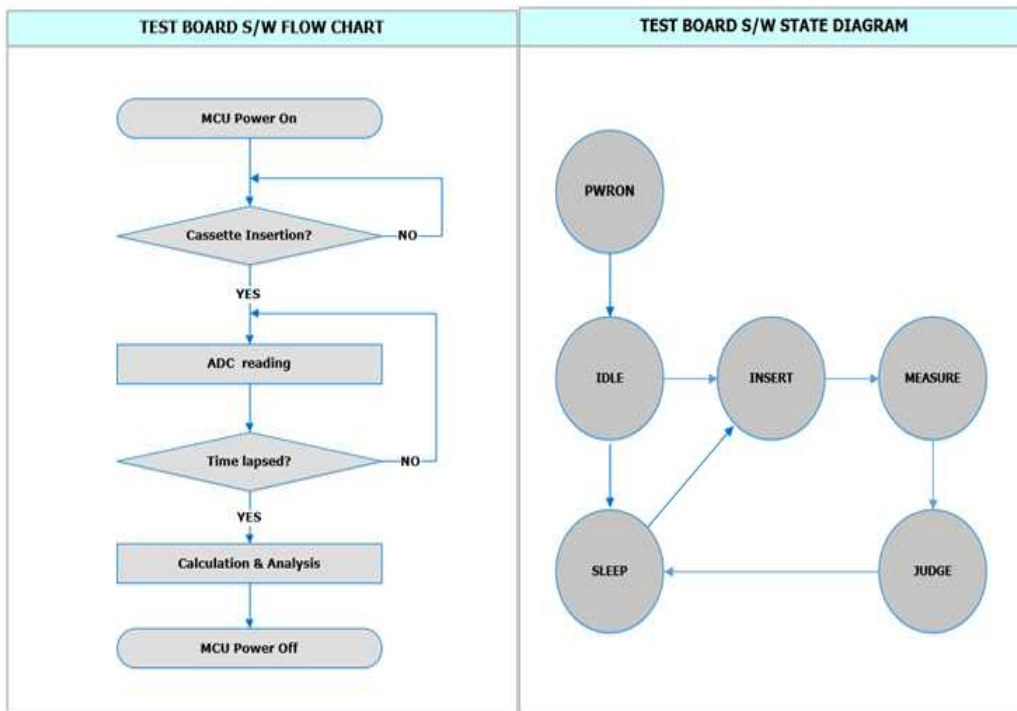 TEST BOARD S/W FLOW CHART
MCU Power On
Cassette Insertion?
NO
YES
ADC reading
Time lapsed?
NO
YES
Calculation & Analysis
MCU Power Off
TEST BOARD S/W STATE DIAGRAM
PWRON
IDLE
INSERT
MEASURE
SLEEP
JUDGE